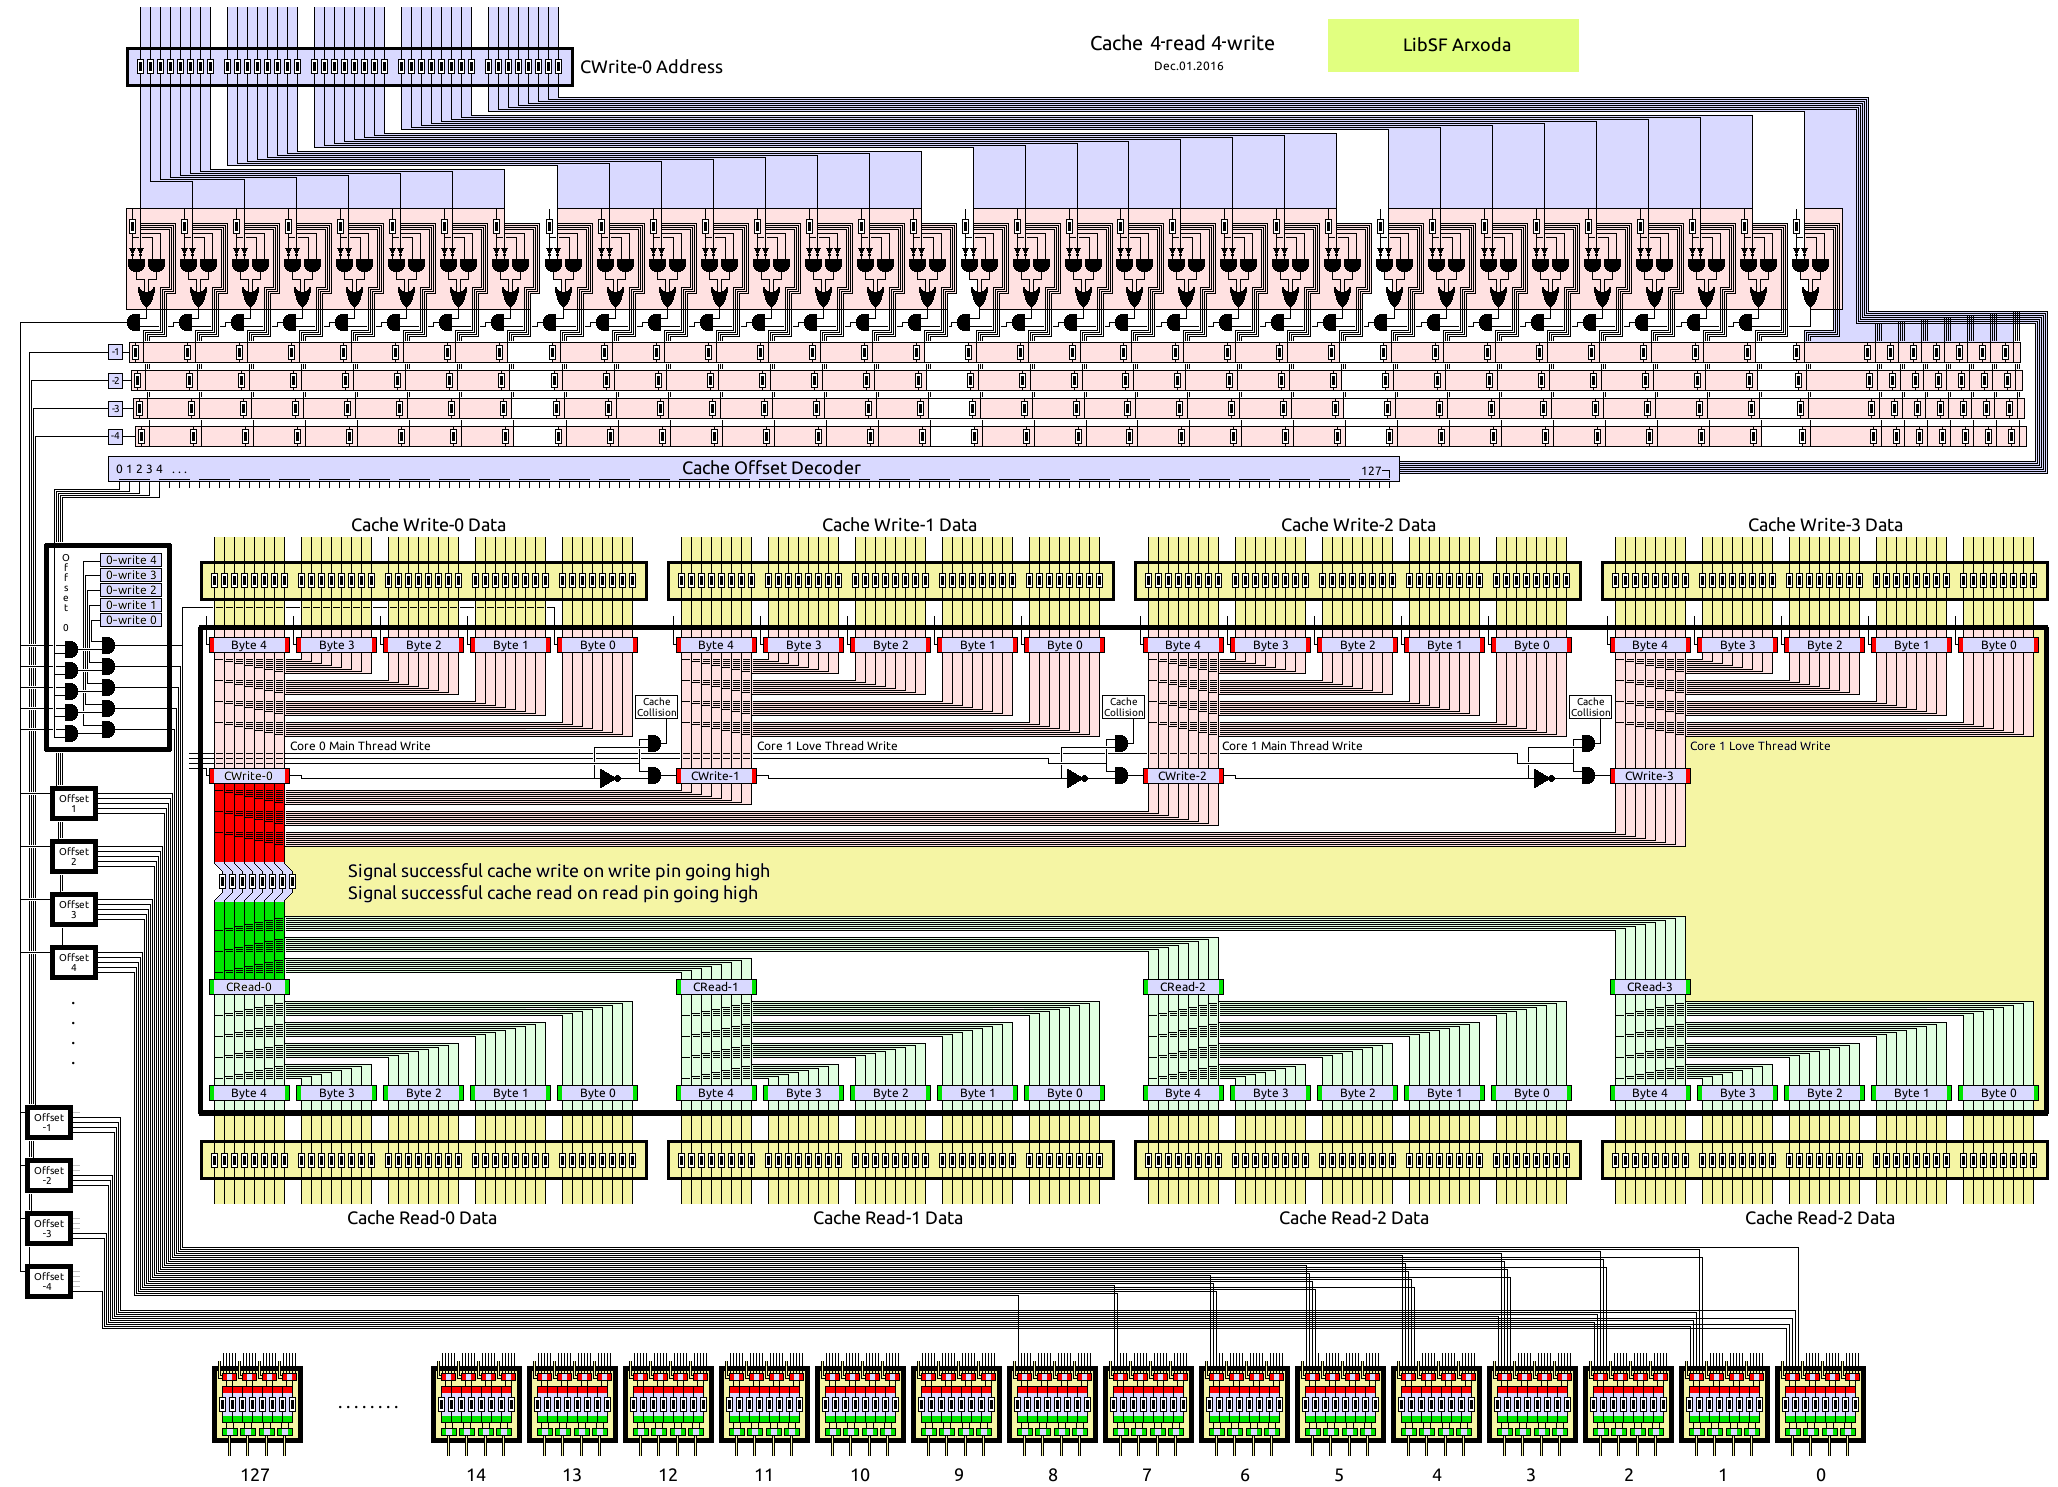 CWrite-0 Address
Cache 4-read 4-write
Dec.01.2016
LibSF Arxoda
-1
-2
-3
-4
0 1 2 3 4 ...
Cache Offset Decoder
127
Cache Write-0 Data
Cache Write-1 Data
Cache Write-2 Data
Cache Write-3 Data
Offset 0
0-write 4
0-write 3
0-write 2
0-write 1
0-write 0
Byte 4 Byte 3 Byte 2 Byte 1 Byte 0
Byte 4 Byte 3 Byte 2 Byte 1 Byte 0
Byte 4 Byte 3 Byte 2 Byte 1 Byte 0
Byte 4 Byte 3 Byte 2 Byte 1 Byte 0
Cache
Collision
Cache
Collision
Cache
Collision
Core 0 Main Thread Write
Core 1 Love Thread Write
Core 1 Main Thread Write
Core 1 Love Thread Write
CWrite-0
CWrite-1
CWrite-2
CWrite-3
Offset
1
Offset
2
Offset
3
Offset
4
Signal successful cache write on write pin going high
Signal successful cache read on read pin going high
CRead-0
CRead-1
CRead-2
CRead-3
Byte 4 Byte 3 Byte 2 Byte 1 Byte 0
Byte 4 Byte 3 Byte 2 Byte 1 Byte 0
Byte 4 Byte 3 Byte 2 Byte 1 Byte 0
Byte 4 Byte 3 Byte 2 Byte 1 Byte 0
Offset
-1
Offset
-2
Offset
-3
Offset
-4
Cache Read-0 Data
Cache Read-1 Data
Cache Read-2 Data
Cache Read-2 Data
........
127 14 13 12 11 10 9 8 7 6 5 4 3 2 1 0